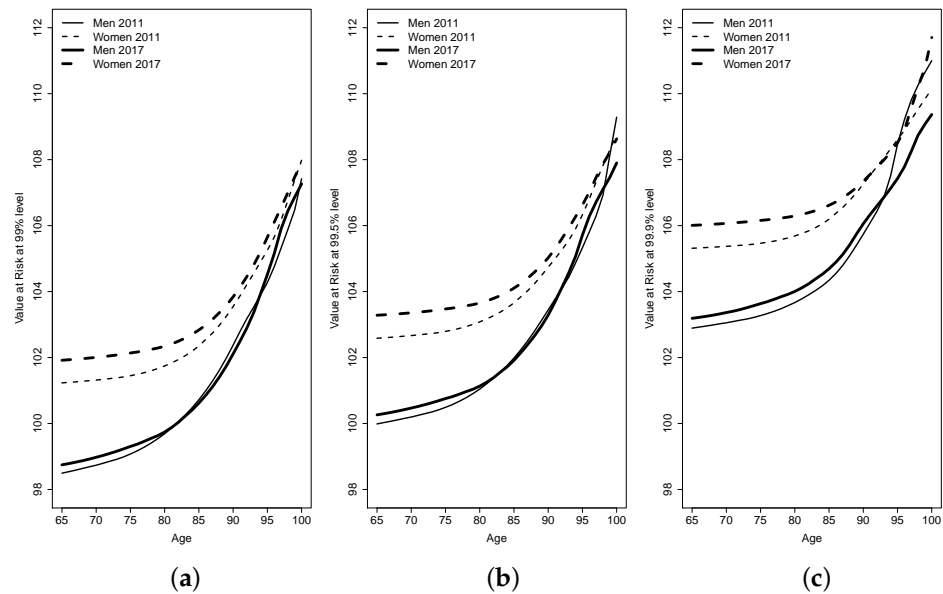 Men 2011
Women 2011
Men 2017
Women 2017
Value at Risk at 99% level
98 100 102 104 106 108 110 112
65 70 75 80 85 90 95 100
Age
(a)
Men 2011
Women 2011
Men 2017
Women 2017
Value at Risk at 99.5% level
98 100 102 104 106 108 110 112
65 70 75 80 85 90 95 100
Age
(b)
Men 2011
Women 2011
Men 2017
Women 2017
Value at Risk at 99.9% level
98 100 102 104 106 108 110 112
65 70 75 80 85 90 95 100
Age
(c)